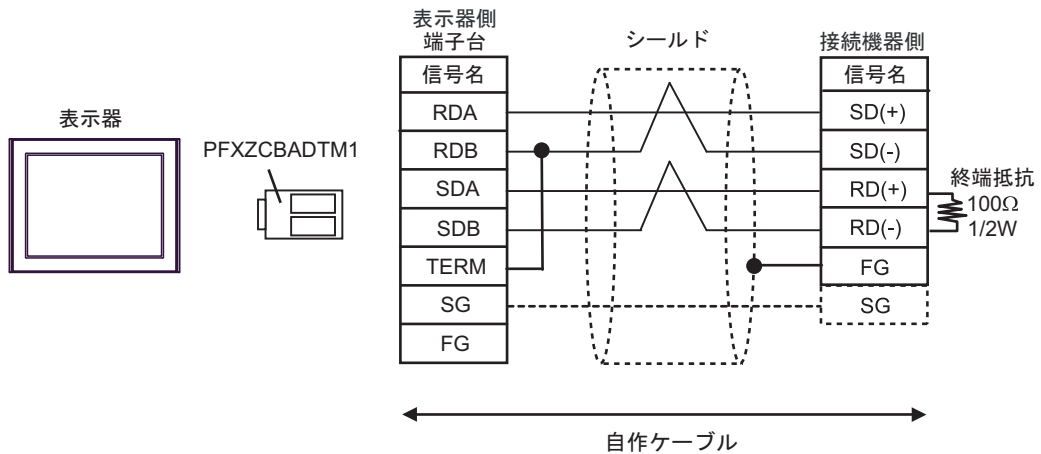 表示器
PFXZCBADTM1
表示器側
端子台
信号名
RDA
RDB
SDA
SDB
TERM
SG
FG
シールド
接続機器側
信号名
SD(+)
SD(-)
RD(+)
RD(-)
FG
SG
終端抵抗
100Ω
1/2W
自作ケーブル